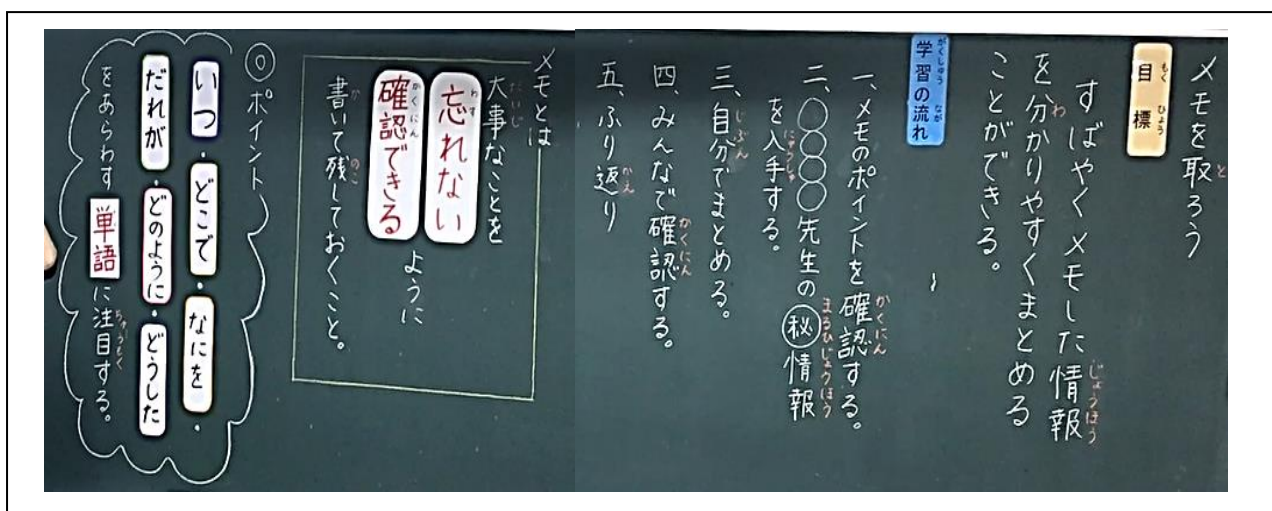 メモを取ろう
目標
すばやくメモした情報
を分かりやすくまとめる
ことができる。
学習の流れ
一、メモのポイントを確認する。
二、〇〇〇〇先生の㊙情報
を入手する。
三、自分でまとめる。
四、みんなで確認する。
五、ふり返り
メモとは
大事なことを
忘れない
確認できる
ように
書いて残しておくこと。
◎ポイント
いつ・どこで・なにを・
だれが・どのように・どうした
をあらわす単語に注目する。